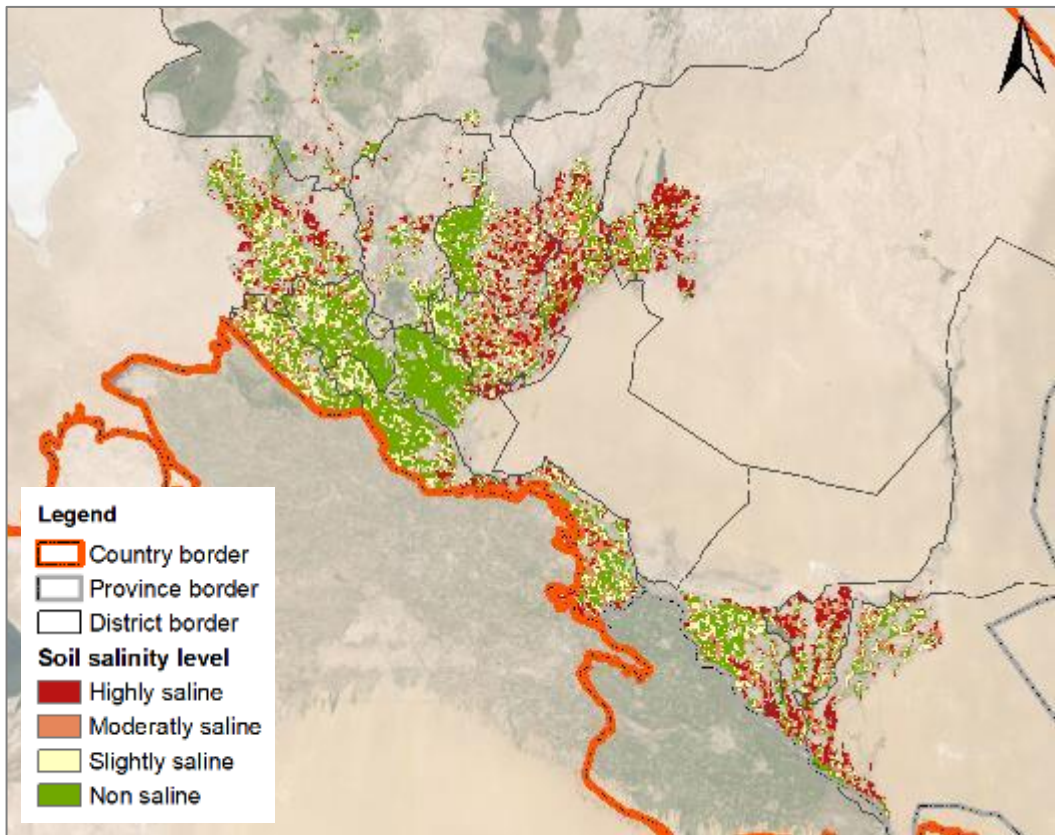 Legend
Country border
Province border
District border
Soil salinity level
Highly saline
Moderatly saline
Slightly saline
Non saline